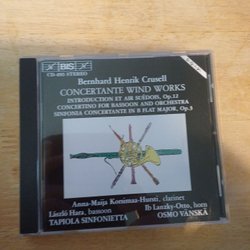 BIS
CD-495 STEREO
Bernhard Henrik Crusell
CONCERTANTE WIND WORKS
INTRODUCTION ET AIR SUÉDOIS, Op.12
CONCERTINO FOR BASSOON AND ORCHESTRA
SINFONIA CONCERTANTE IN B FLAT MAJOR, Op.3
Anna-Maija Korsimaa-Hursti, clarinet
László Hara, bassoon Ib Lanzky-Otto, horn
TAPIOLA SINFONIETTA OSMO VÄNSKÄ